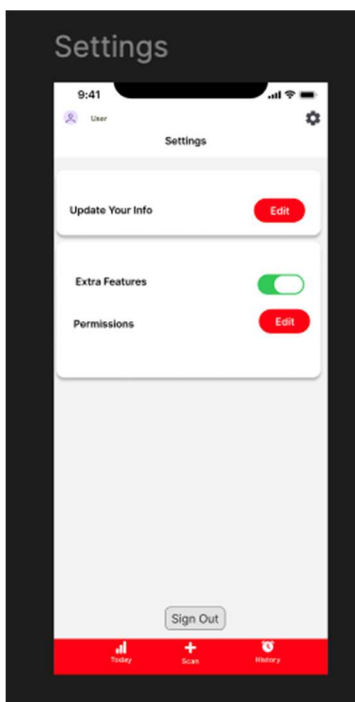 Settings
9:41
User
Settings
Update Your Info Edit
Extra Features
Permissions Edit
Sign Out
Today Scan History